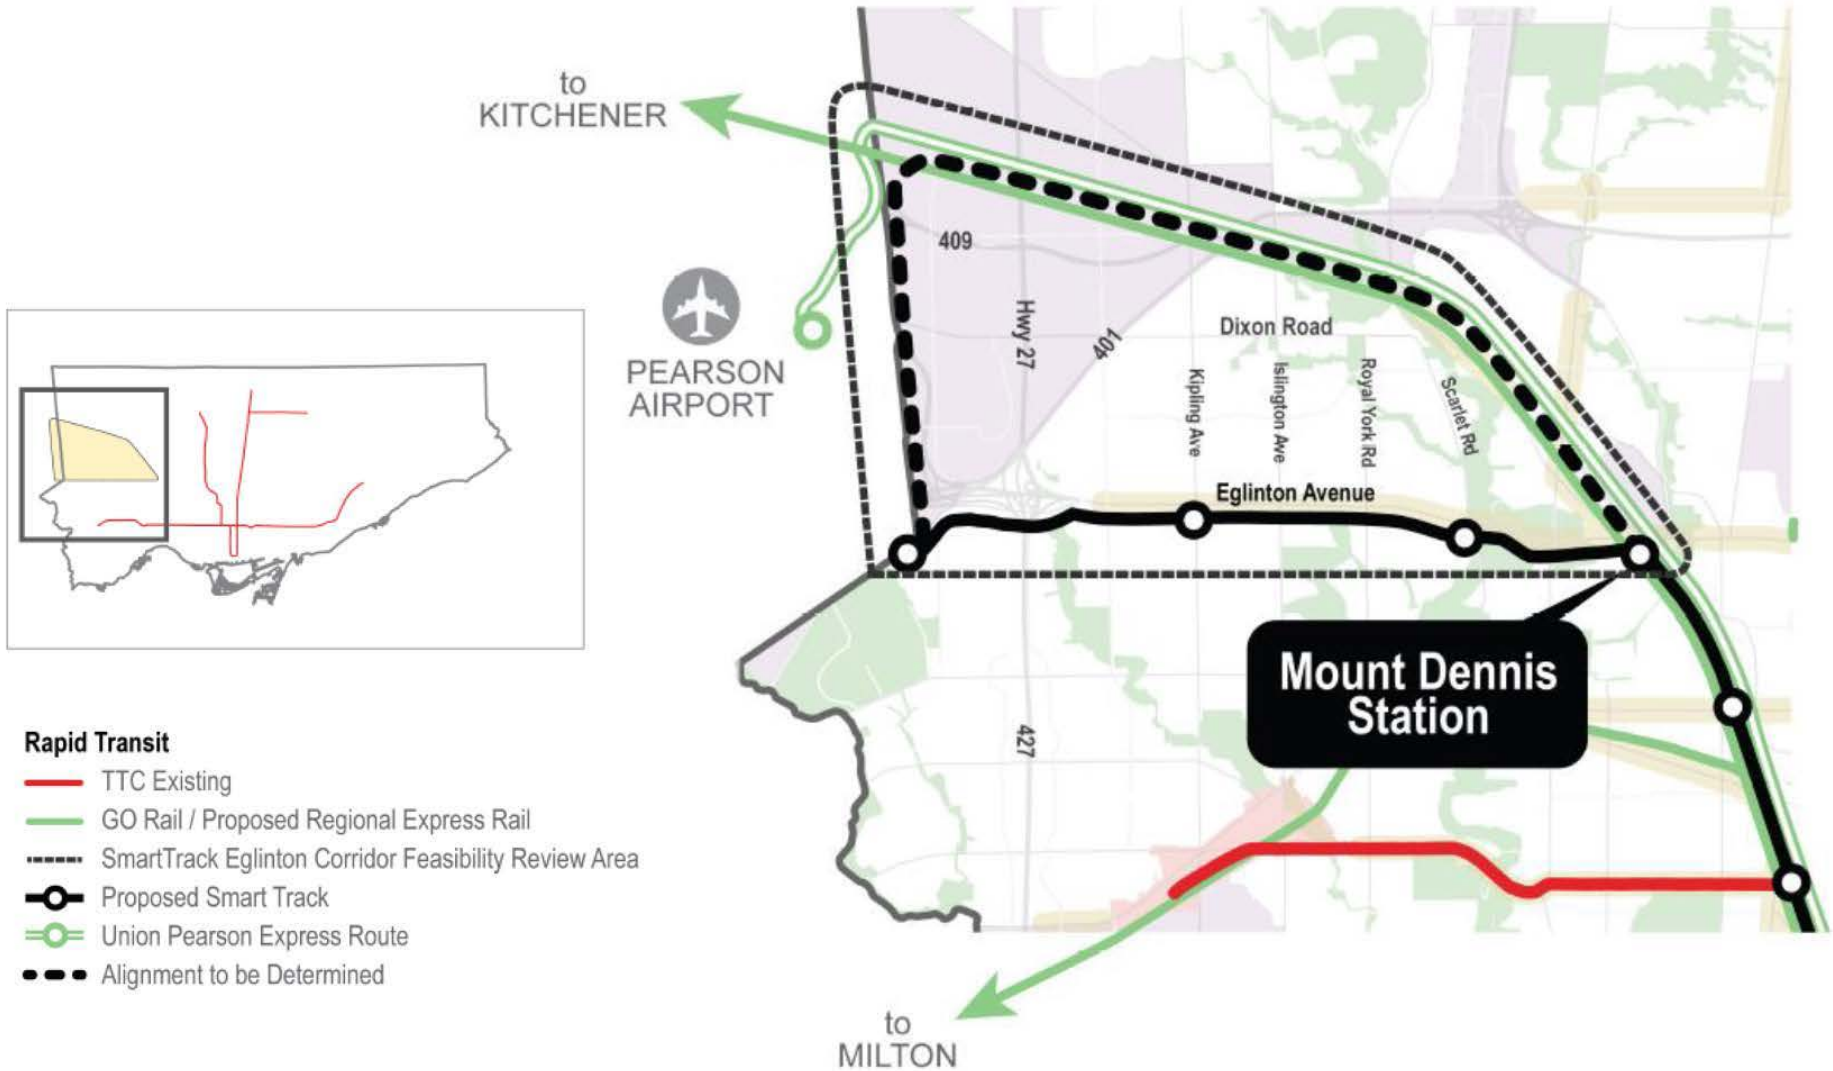 to
KITCHENER
409
Hwy 27
401
Dixon Road
PEARSON
AIRPORT
Kipling Ave
Islington Ave
Royal York Rd
Scarlet Rd
Eglinton Avenue
Mount Dennis
Station
427
Rapid Transit
TTC Existing
GO Rail / Proposed Regional Express Rail
SmartTrack Eglinton Corridor Feasibility Review Area
Proposed Smart Track
Union Pearson Express Route
Alignment to be Determined
to
MILTON